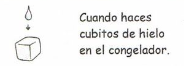 Cuando haces
cubitos de hielo
en el congelador.